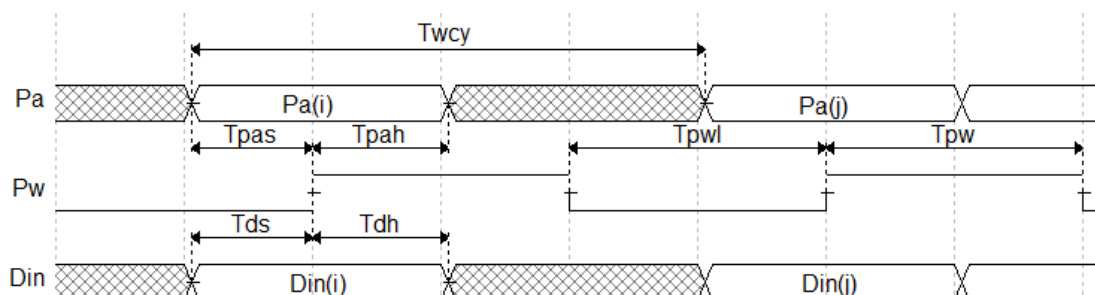 Twcy
Pa Pa(i) Pa(j)
Tpas Tpah Tpwl Tpw
Pw
Tds Tdh
Din Din(i) Din(j)